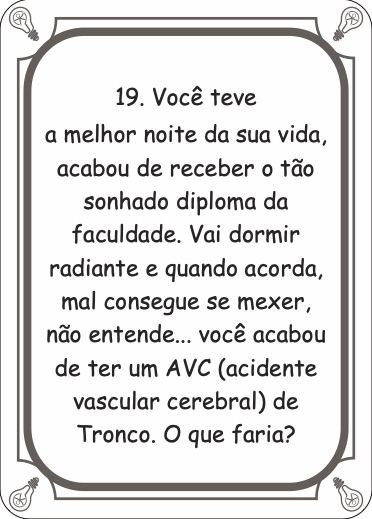 19. Você teve
a melhor noite da sua vida,
acabou de receber o tão
sonhado diploma da
faculdade. Vai dormir
radiante e quando acorda,
mal consegue se mexer,
não entende... você acabou
de ter um AVC (acidente
vascular cerebral) de
Tronco. O que faria?